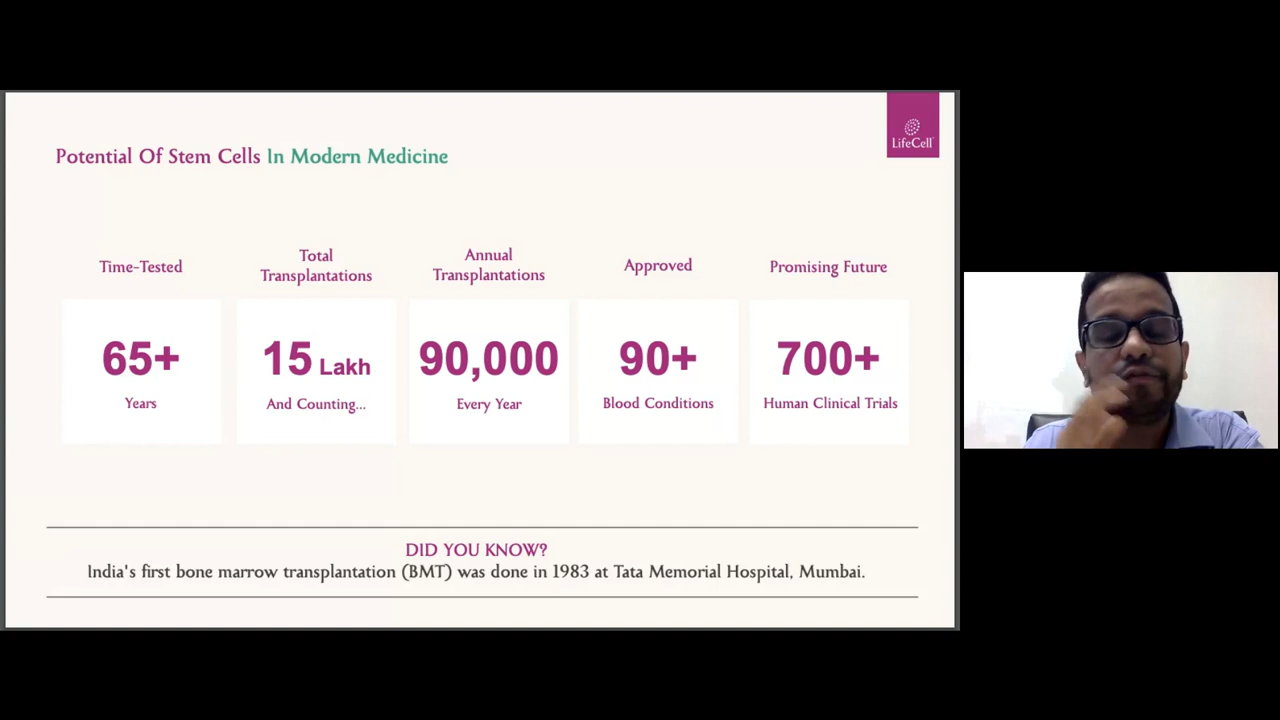 LifeCell
Potential Of Stem Cells In Modern Medicine
Time-Tested
65+
Years
Total
Transplantations
15 Lakh
And Counting...
Annual
Transplantations
90,000
Every Year
Approved
90+
Blood Conditions
Promising Future
700+
Human Clinical Trials
DID YOU KNOW?
India's first bone marrow transplantation (BMT) was done in 1983 at Tata Memorial Hospital, Mumbai.